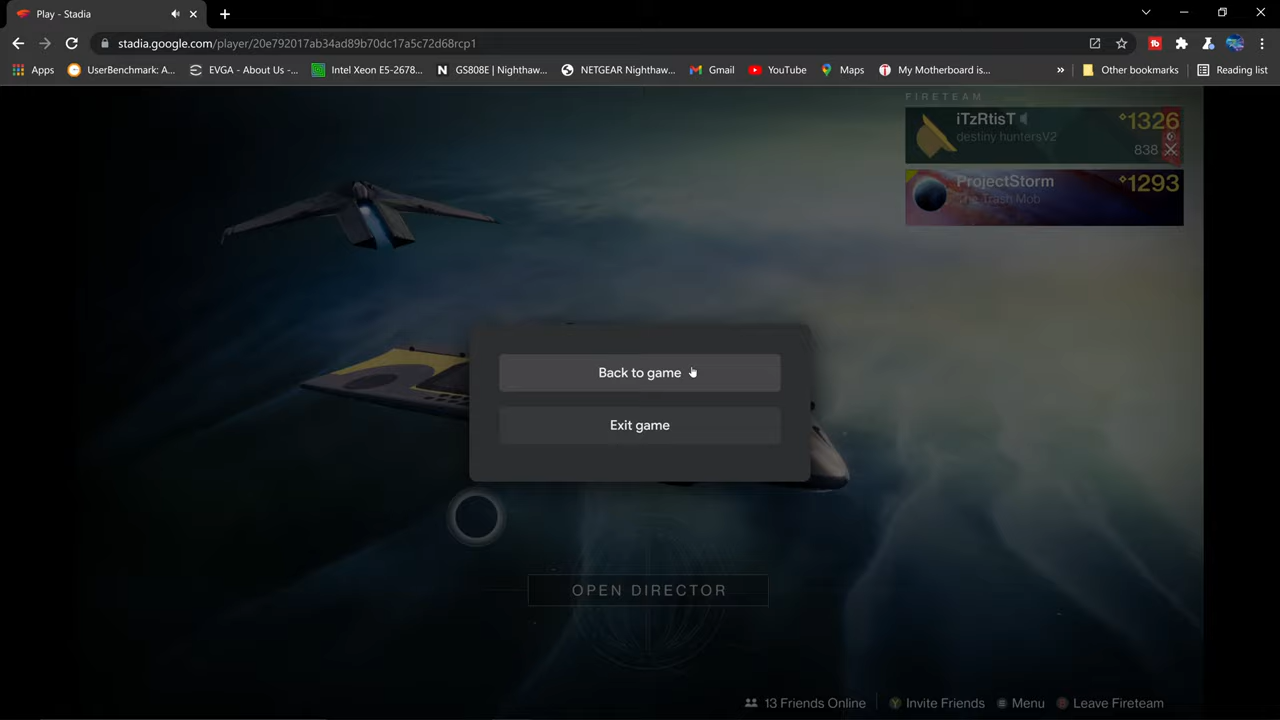 Play - Stadia
stadia.google.com/player/20e792017ab34ad89b70dc17a5c72d68rcp1
Apps UserBenchmark: A... EVGA - About Us -... Intel Xeon E5-2678... GS808E | Nighthaw... NETGEAR Nighthaw... Gmail YouTube Maps My Motherboard is... » Other bookmarks Reading list
FIRETEAM
iTzRtisT 1326
destiny huntersV2
838
ProjectStorm 1293
The Trash Mob
Back to game
Exit game
OPEN DIRECTOR
13 Friends Online Y Invite Friends Menu B Leave Fireteam